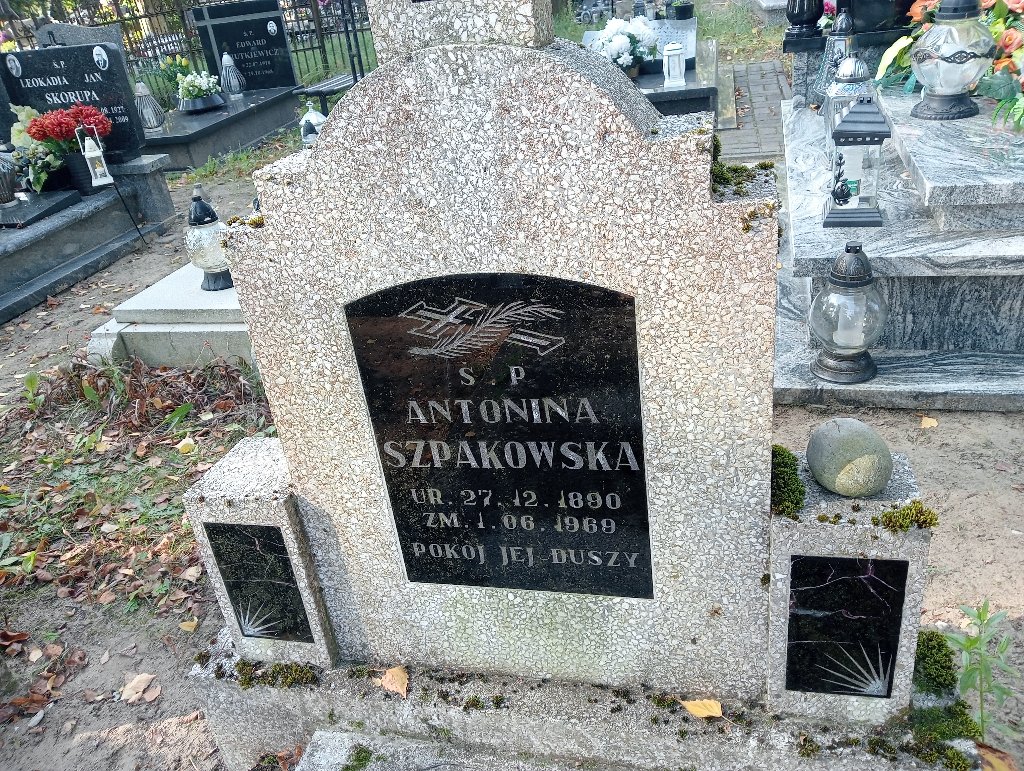 S P
ANTONINA
SZPAKOWSKA
UR. 27. 12. 1890
ZM. 1. 06. 1969
POKÓJ JEJ DUSZY
Ś.P.
LEOKADIA JAN
SKORUPA
Ś.P.
EDWARD